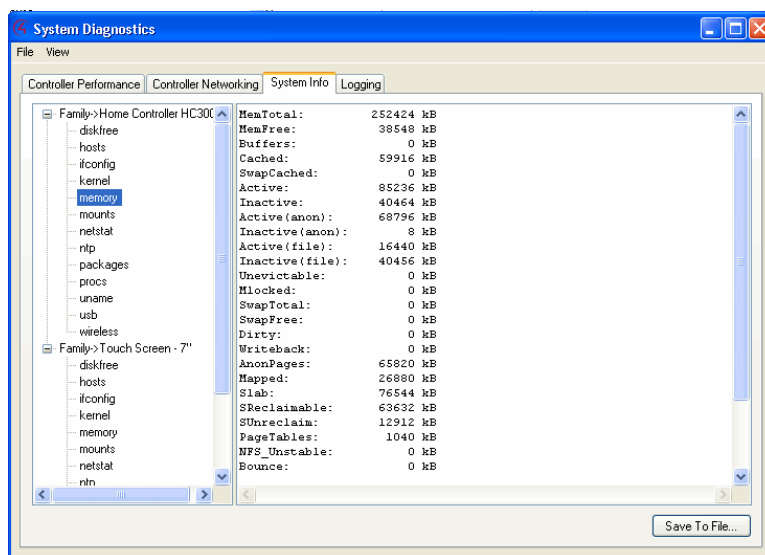 System Diagnostics
File View
Controller Performance Controller Networking System Info Logging
Family->Home Controller HC300
diskfree
hosts
ifconfig
kernel
memory
mounts
netstat
ntp
packages
procs
uname
usb
wireless
Family->Touch Screen - 7"
diskfree
hosts
ifconfig
kernel
memory
mounts
netstat
ntp
MemTotal: 252424 kB
MemFree: 38548 kB
Buffers: 0 kB
Cached: 59916 kB
SwapCached: 0 kB
Active: 85236 kB
Inactive: 40464 kB
Active(anon): 68796 kB
Inactive(anon): 8 kB
Active(file): 16440 kB
Inactive(file): 40456 kB
Unevictable: 0 kB
Mlocked: 0 kB
SwapTotal: 0 kB
SwapFree: 0 kB
Dirty: 0 kB
Writeback: 0 kB
AnonPages: 65820 kB
Mapped: 26880 kB
Slab: 76544 kB
SReclaimable: 63632 kB
SUnreclaim: 12912 kB
PageTables: 1040 kB
NFS_Unstable: 0 kB
Bounce: 0 kB
Save To File...